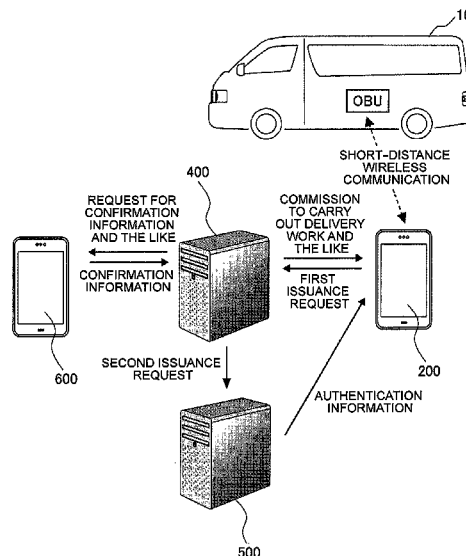 10
OBU
SHORT-DISTANCE
WIRELESS
COMMUNICATION
400
REQUEST FOR
CONFIRMATION
INFORMATION
AND THE LIKE
CONFIRMATION
INFORMATION
COMMISSION
TO CARRY
OUT DELIVERY
WORK AND
THE LIKE
FIRST
ISSUANCE
REQUEST
600
200
SECOND ISSUANCE
REQUEST
AUTHENTICATION
INFORMATION
500